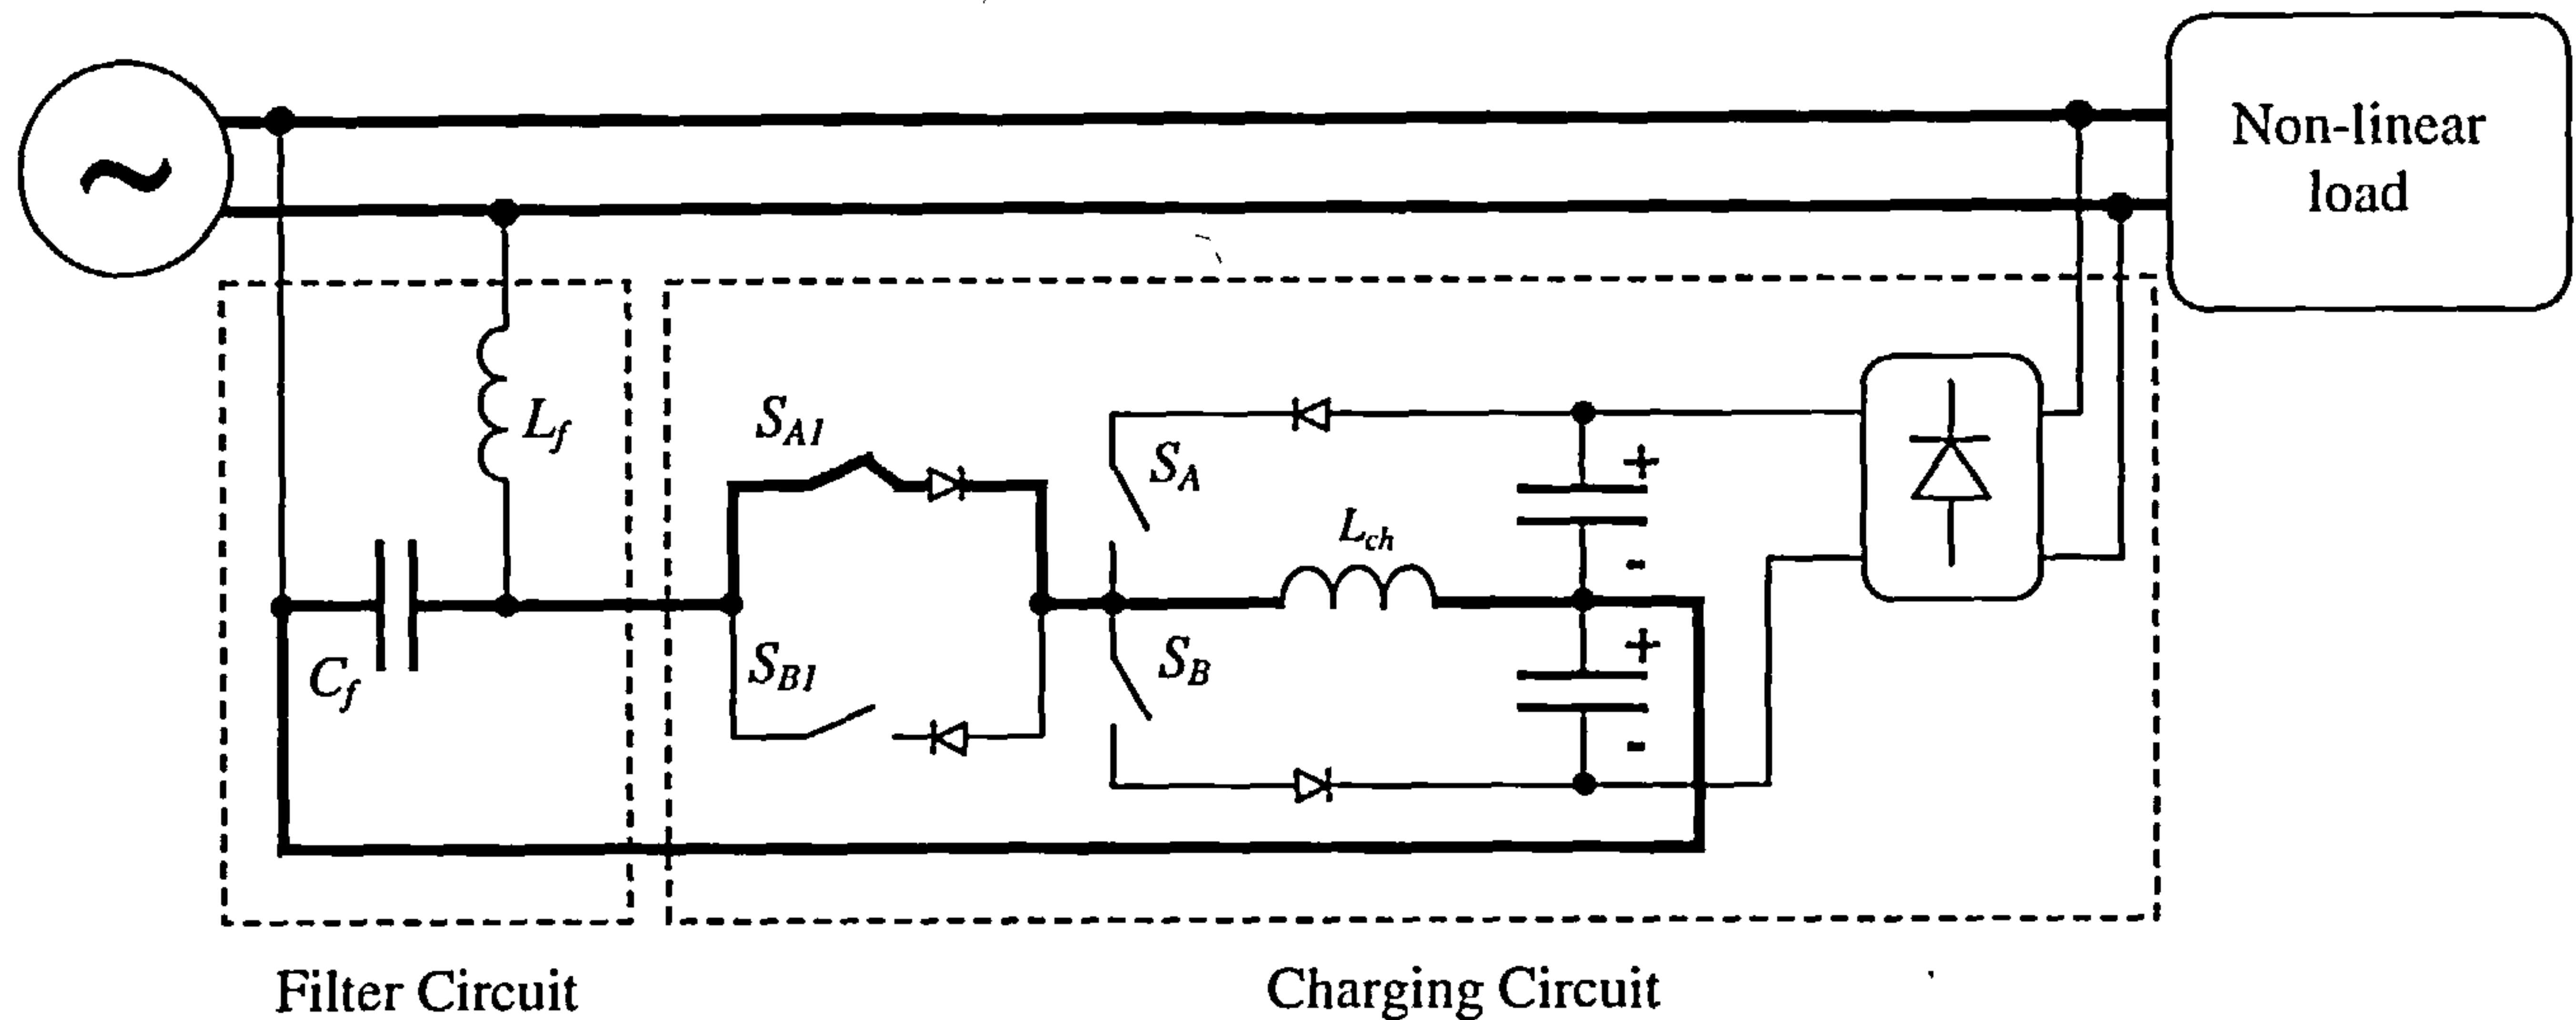 ~
Non-linear
load
L_f
S_A1
S_A
+
L_ch
-
S_B1
S_B
+
C_f
-
Filter Circuit
Charging Circuit